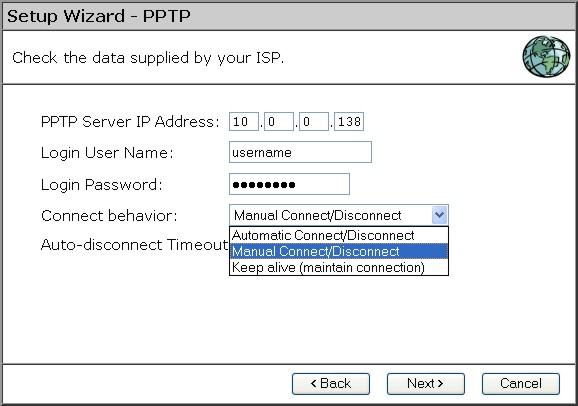 Setup Wizard - PPTP
Check the data supplied by your ISP.
PPTP Server IP Address: 10 . 0 . 0 . 138
Login User Name: username
Login Password: ●●●●●●●●
Connect behavior: Manual Connect/Disconnect
Automatic Connect/Disconnect
Auto-disconnect Timeout Manual Connect/Disconnect
Keep alive (maintain connection)
< Back Next > Cancel